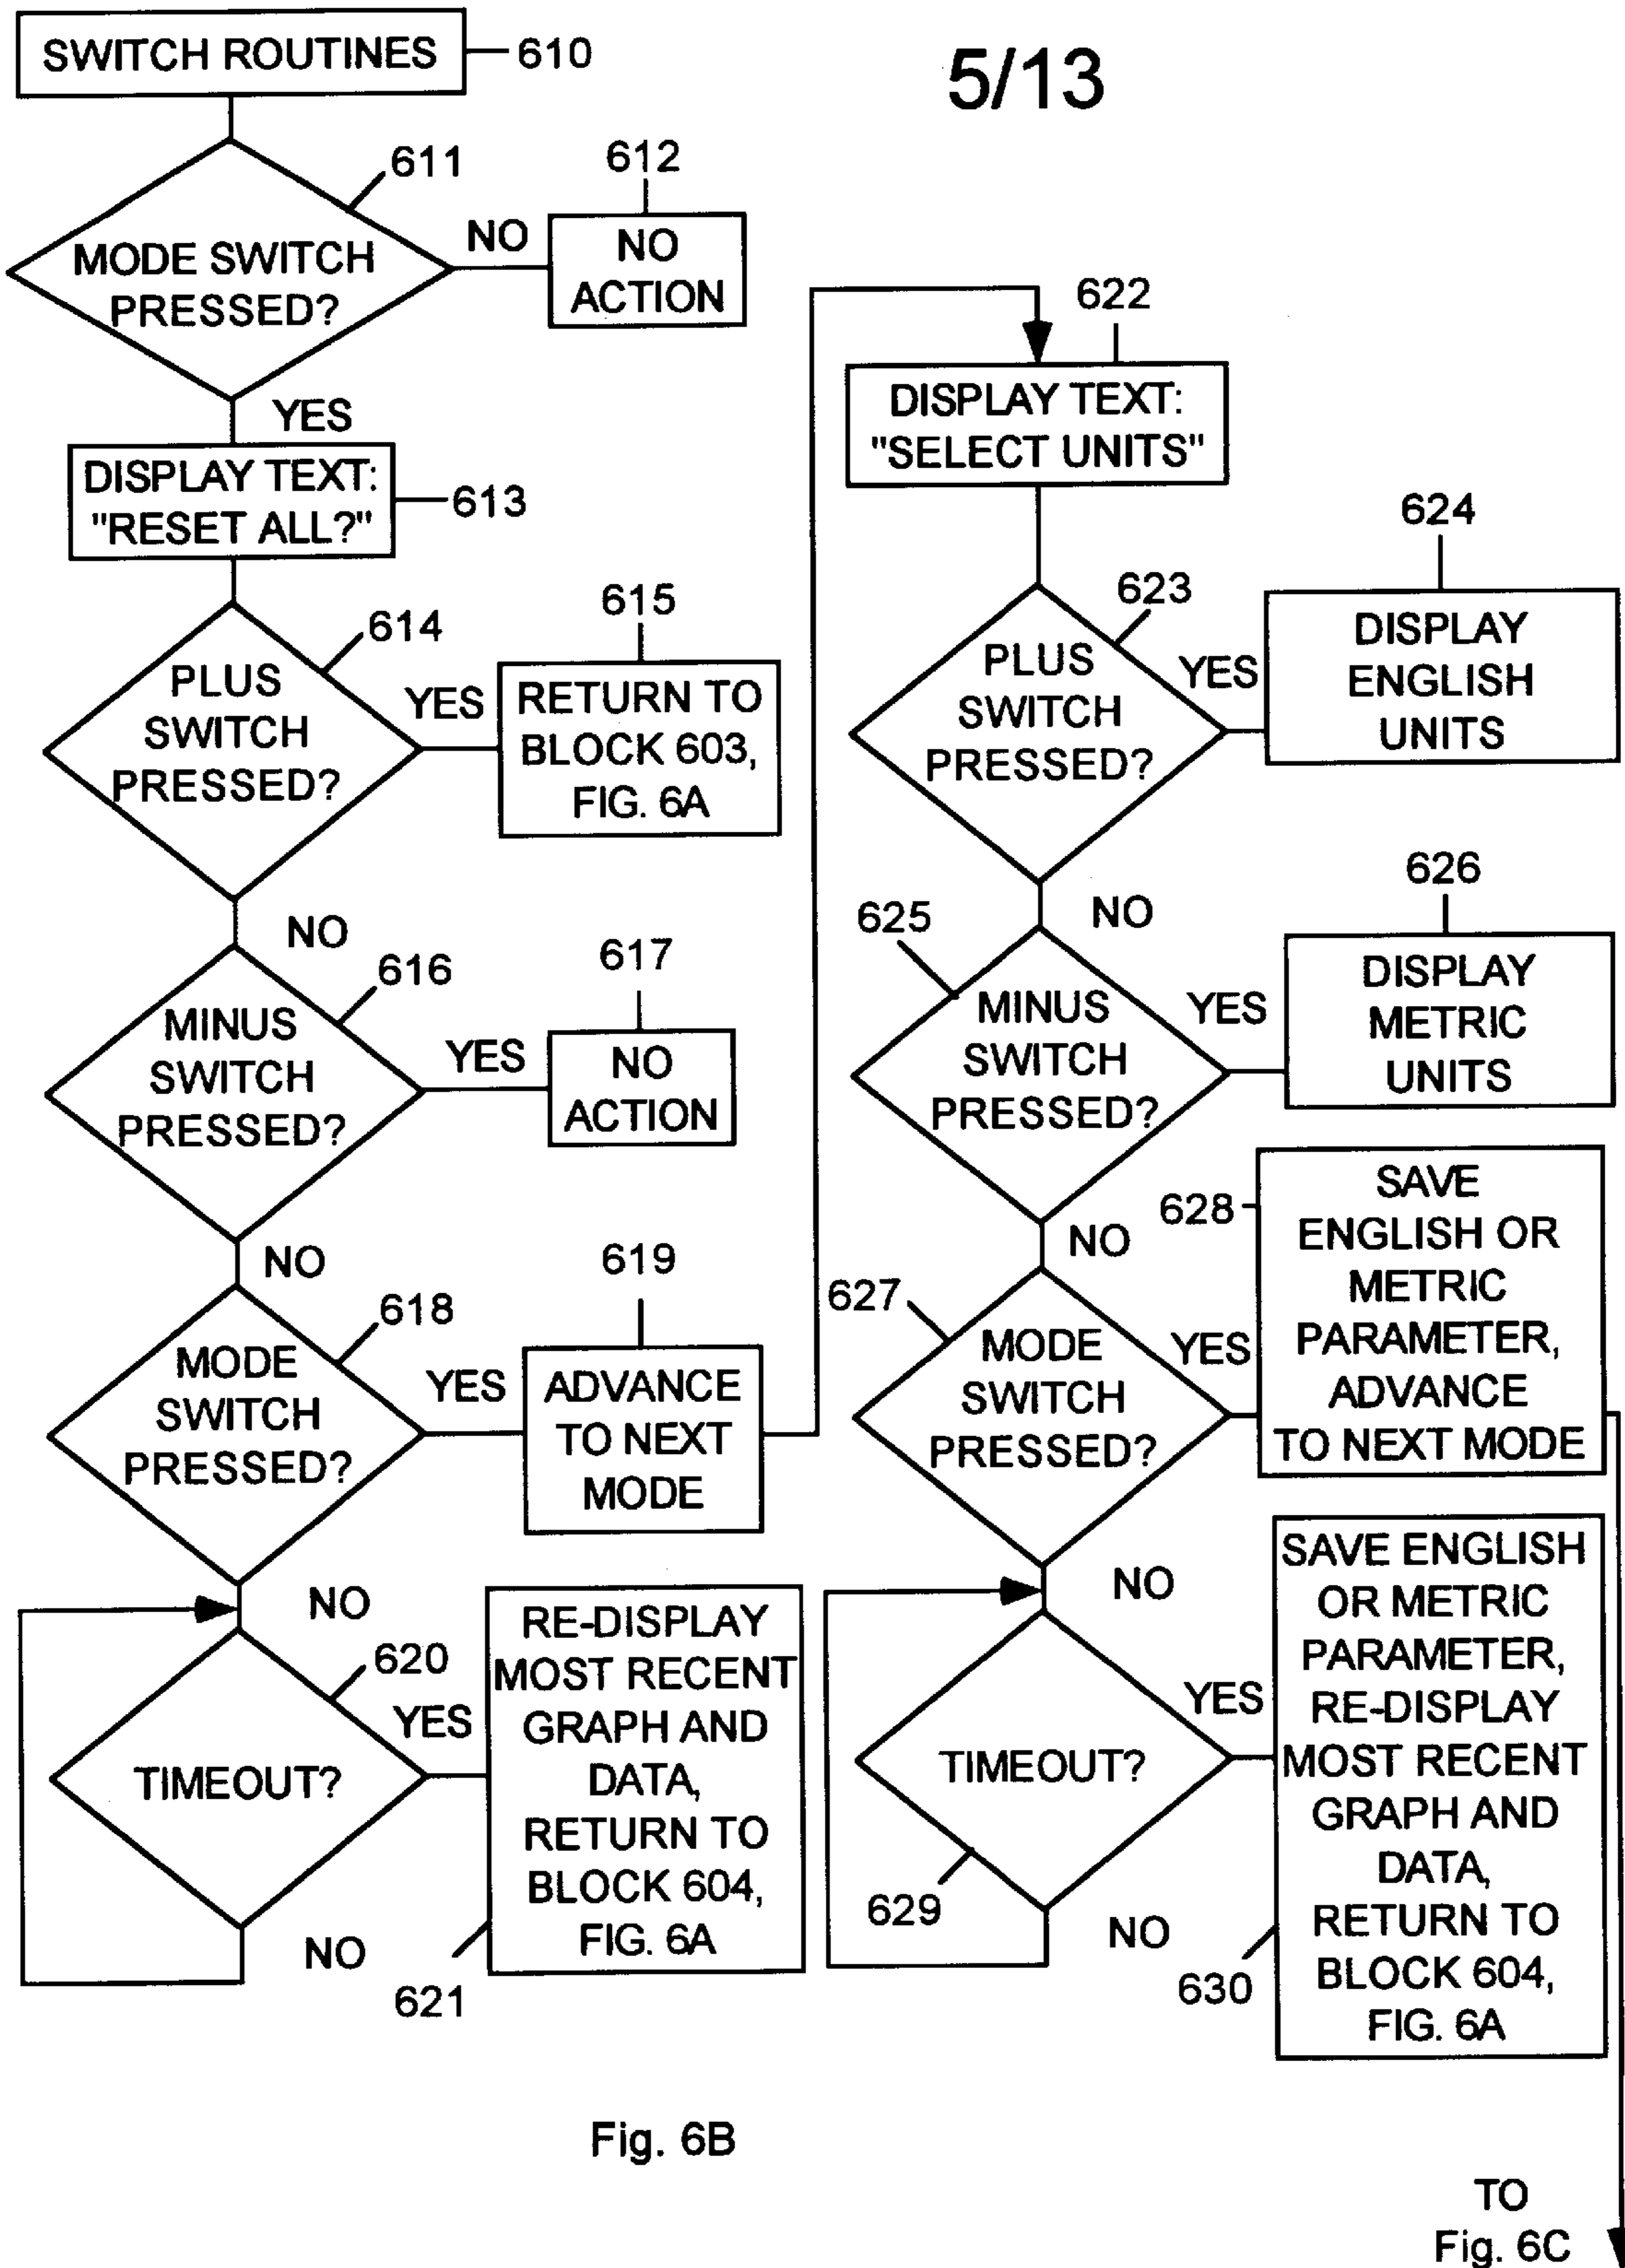 5/13
SWITCH ROUTINES
610
611
MODE SWITCH
PRESSED?
NO
612
NO
ACTION
YES
DISPLAY TEXT:
"RESET ALL?"
613
614
PLUS
SWITCH
PRESSED?
YES
615
RETURN TO
BLOCK 603,
FIG. 6A
NO
616
MINUS
SWITCH
PRESSED?
YES
617
NO
ACTION
NO
618
MODE
SWITCH
PRESSED?
YES
619
ADVANCE
TO NEXT
MODE
NO
620
TIMEOUT?
YES
RE-DISPLAY
MOST RECENT
GRAPH AND
DATA,
RETURN TO
BLOCK 604,
FIG. 6A
621
NO
622
DISPLAY TEXT:
"SELECT UNITS"
623
PLUS
SWITCH
PRESSED?
YES
624
DISPLAY
ENGLISH
UNITS
NO
625
MINUS
SWITCH
PRESSED?
YES
626
DISPLAY
METRIC
UNITS
NO
627
MODE
SWITCH
PRESSED?
YES
628
SAVE
ENGLISH OR
METRIC
PARAMETER,
ADVANCE
TO NEXT MODE
NO
TIMEOUT?
629
YES
SAVE ENGLISH
OR METRIC
PARAMETER,
RE-DISPLAY
MOST RECENT
GRAPH AND
DATA,
RETURN TO
BLOCK 604,
FIG. 6A
630
NO
Fig. 6B
TO
Fig. 6C